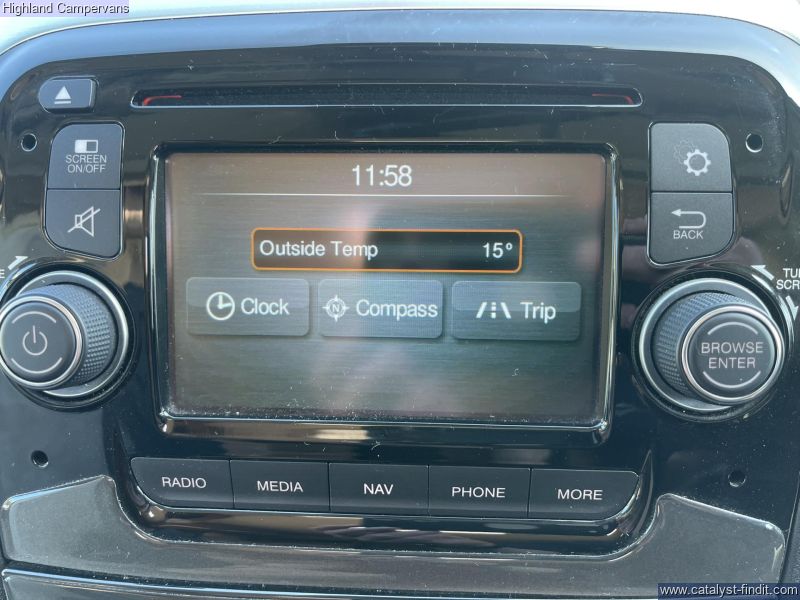 Highland Campervans
SCREEN
ON/OFF
11:58
Outside Temp 15°
Clock
N
Compass
Trip
BACK
BROWSE
ENTER
RADIO
MEDIA
NAV
PHONE
MORE
www.catalyst-findit.com